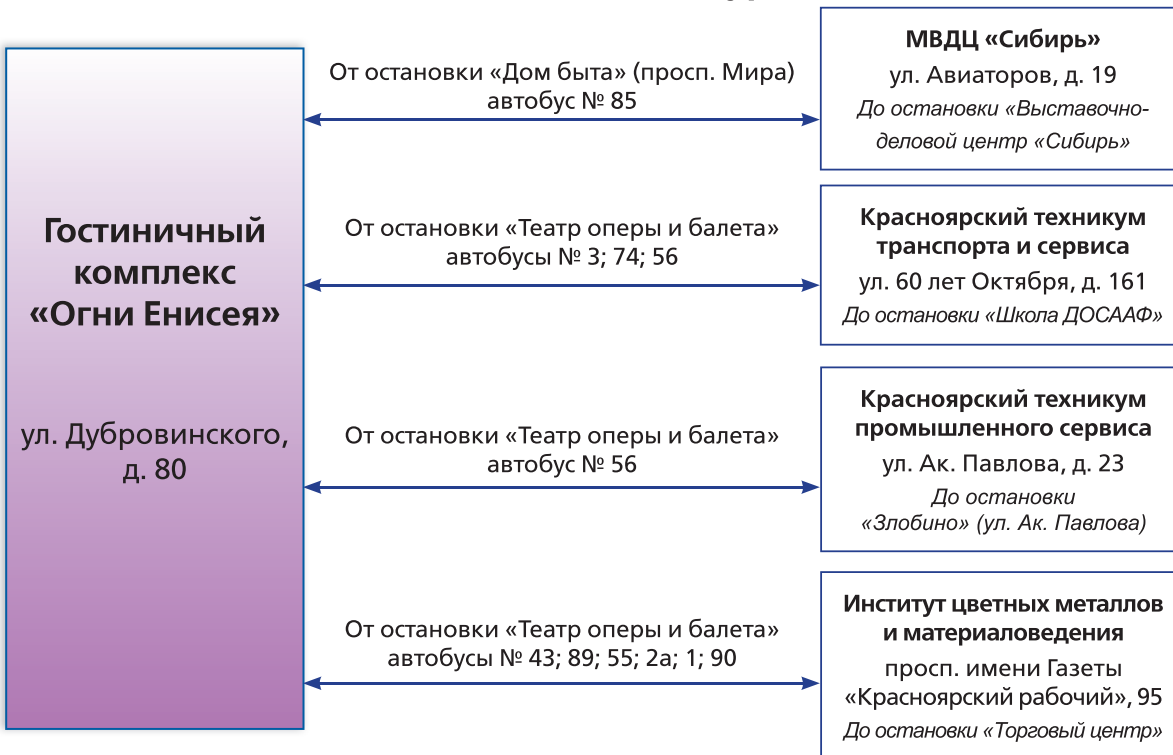 Гостиничный
комплекс
«Огни Енисея»
ул. Дубровинского,
д. 80
От остановки «Дом быта» (просп. Мира)
автобус № 85
МВДЦ «Сибирь»
ул. Авиаторов, д. 19
До остановки «Выставочно-
деловой центр «Сибирь»
От остановки «Театр оперы и балета»
автобусы № 3; 74; 56
Красноярский техникум
транспорта и сервиса
ул. 60 лет Октября, д. 161
До остановки «Школа ДОСААФ»
От остановки «Театр оперы и балета»
автобус № 56
Красноярский техникум
промышленного сервиса
ул. Ак. Павлова, д. 23
До остановки
«Злобино» (ул. Ак. Павлова)
От остановки «Театр оперы и балета»
автобусы № 43; 89; 55; 2а; 1; 90
Институт цветных металлов
и материаловедения
просп. имени Газеты
«Красноярский рабочий», 95
До остановки «Торговый центр»